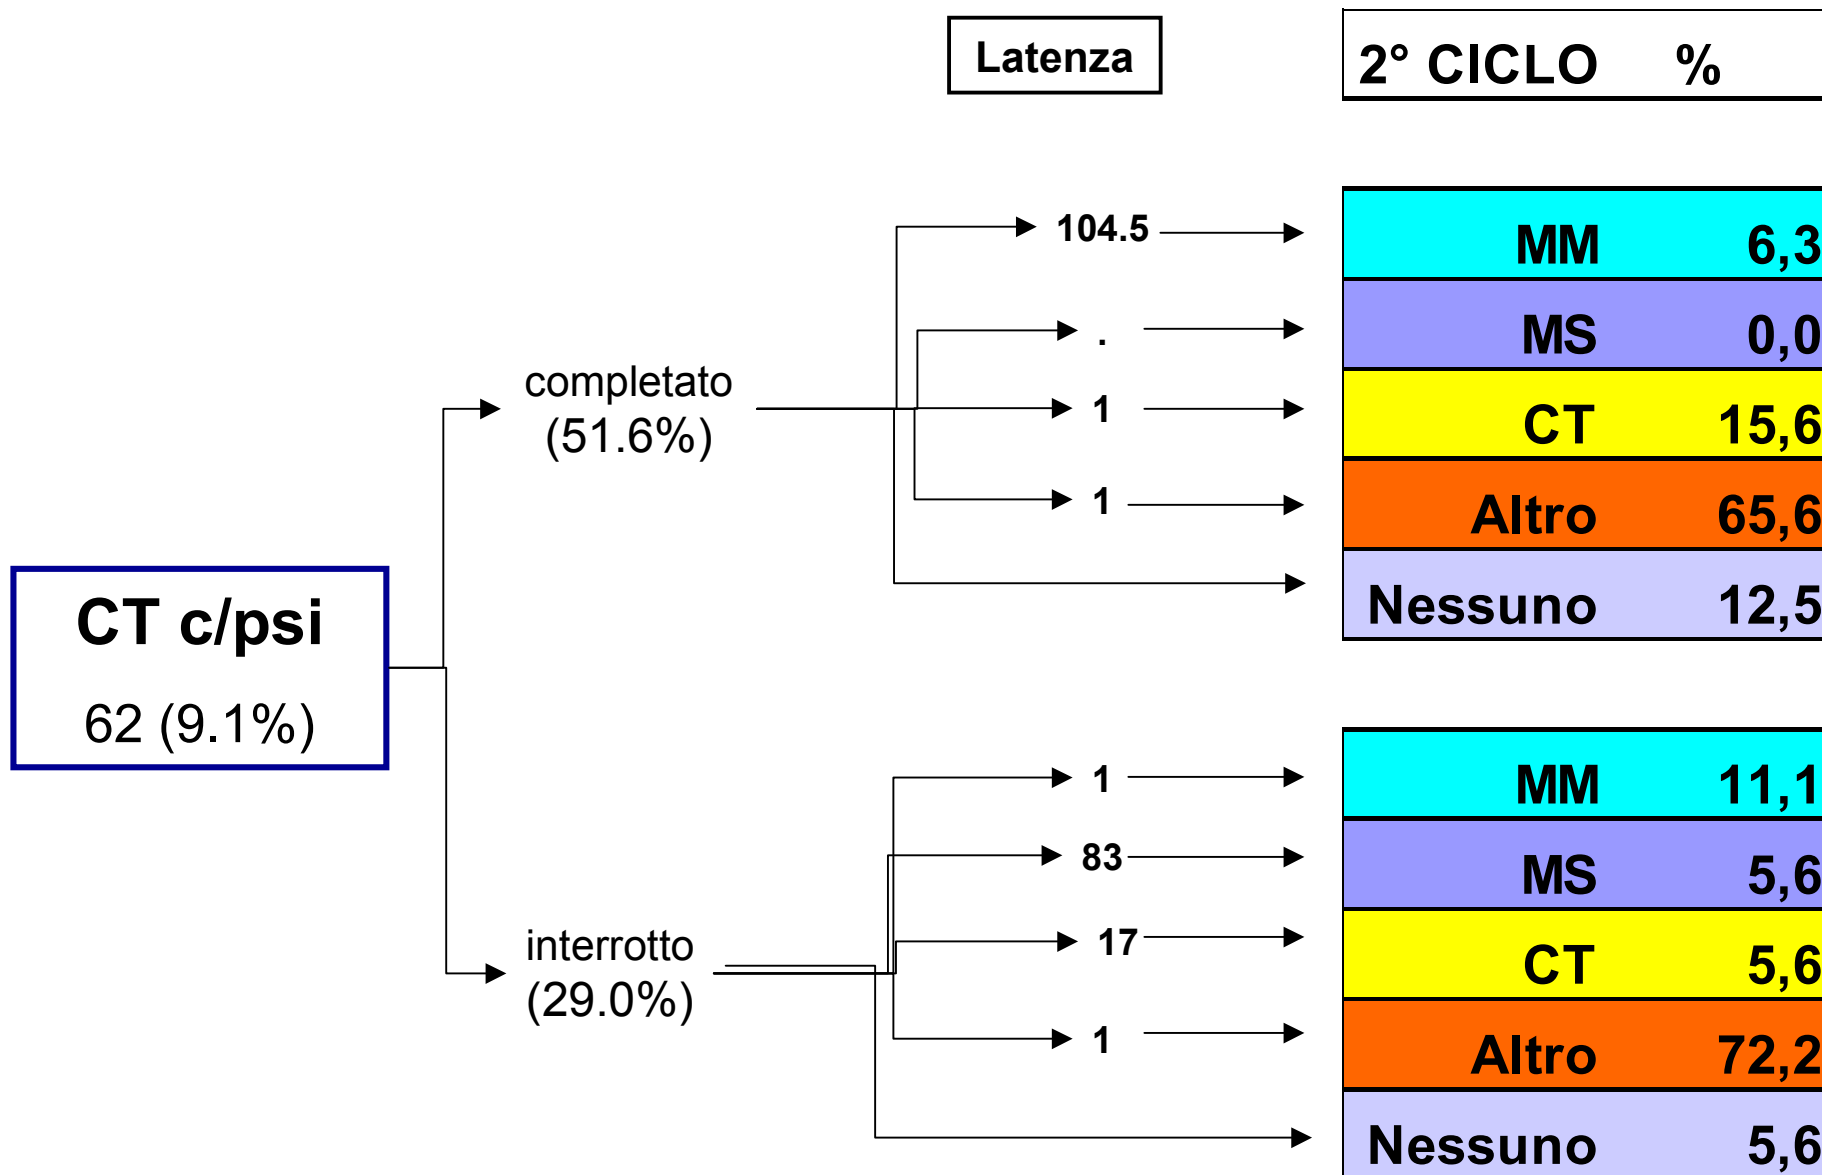 Latenza
2° CICLO %
104.5
MM 6,3
.
MS 0,0
completato
(51.6%)
1
CT 15,6
1
Altro 65,6
Nessuno 12,5
CT c/psi
62 (9.1%)
1
MM 11,1
83
MS 5,6
interrotto
(29.0%)
17
CT 5,6
1
Altro 72,2
Nessuno 5,6